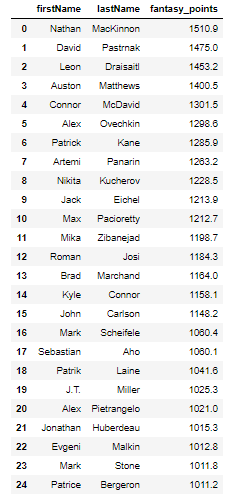 firstName lastName fantasy_points
0 Nathan MacKinnon 1510.9
1 David Pastrnak 1475.0
2 Leon Draisaitl 1453.2
3 Auston Matthews 1400.5
4 Connor McDavid 1301.5
5 Alex Ovechkin 1298.6
6 Patrick Kane 1285.9
7 Artemi Panarin 1263.2
8 Nikita Kucherov 1228.5
9 Jack Eichel 1213.9
10 Max Pacioretty 1212.7
11 Mika Zibanejad 1198.7
12 Roman Josi 1184.3
13 Brad Marchand 1164.0
14 Kyle Connor 1158.1
15 John Carlson 1148.2
16 Mark Scheifele 1060.4
17 Sebastian Aho 1060.1
18 Patrik Laine 1041.6
19 J.T. Miller 1025.3
20 Alex Pietrangelo 1021.0
21 Jonathan Huberdeau 1015.3
22 Evgeni Malkin 1012.8
23 Mark Stone 1011.8
24 Patrice Bergeron 1011.2